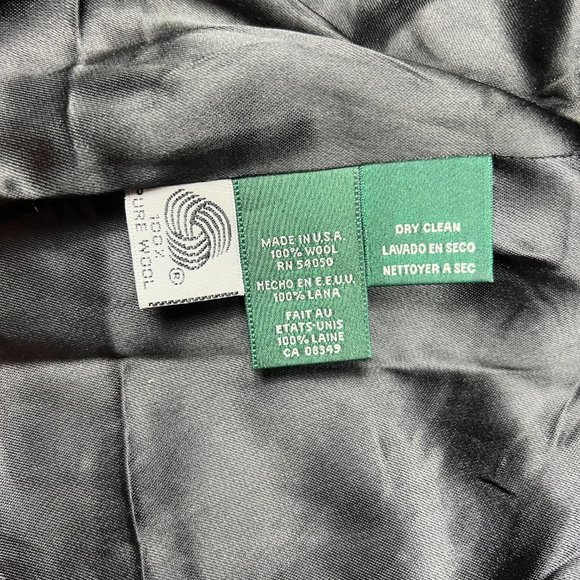 100%
PURE WOOL
®
MADE IN U.S.A.
100% WOOL
RN 54050
HECHO EN E.E.U.U.
100% LANA
FAIT AU
ETATS-UNIS
100% LAINE
CA 08349
DRY CLEAN
LAVADO EN SECO
NETTOYER A SEC